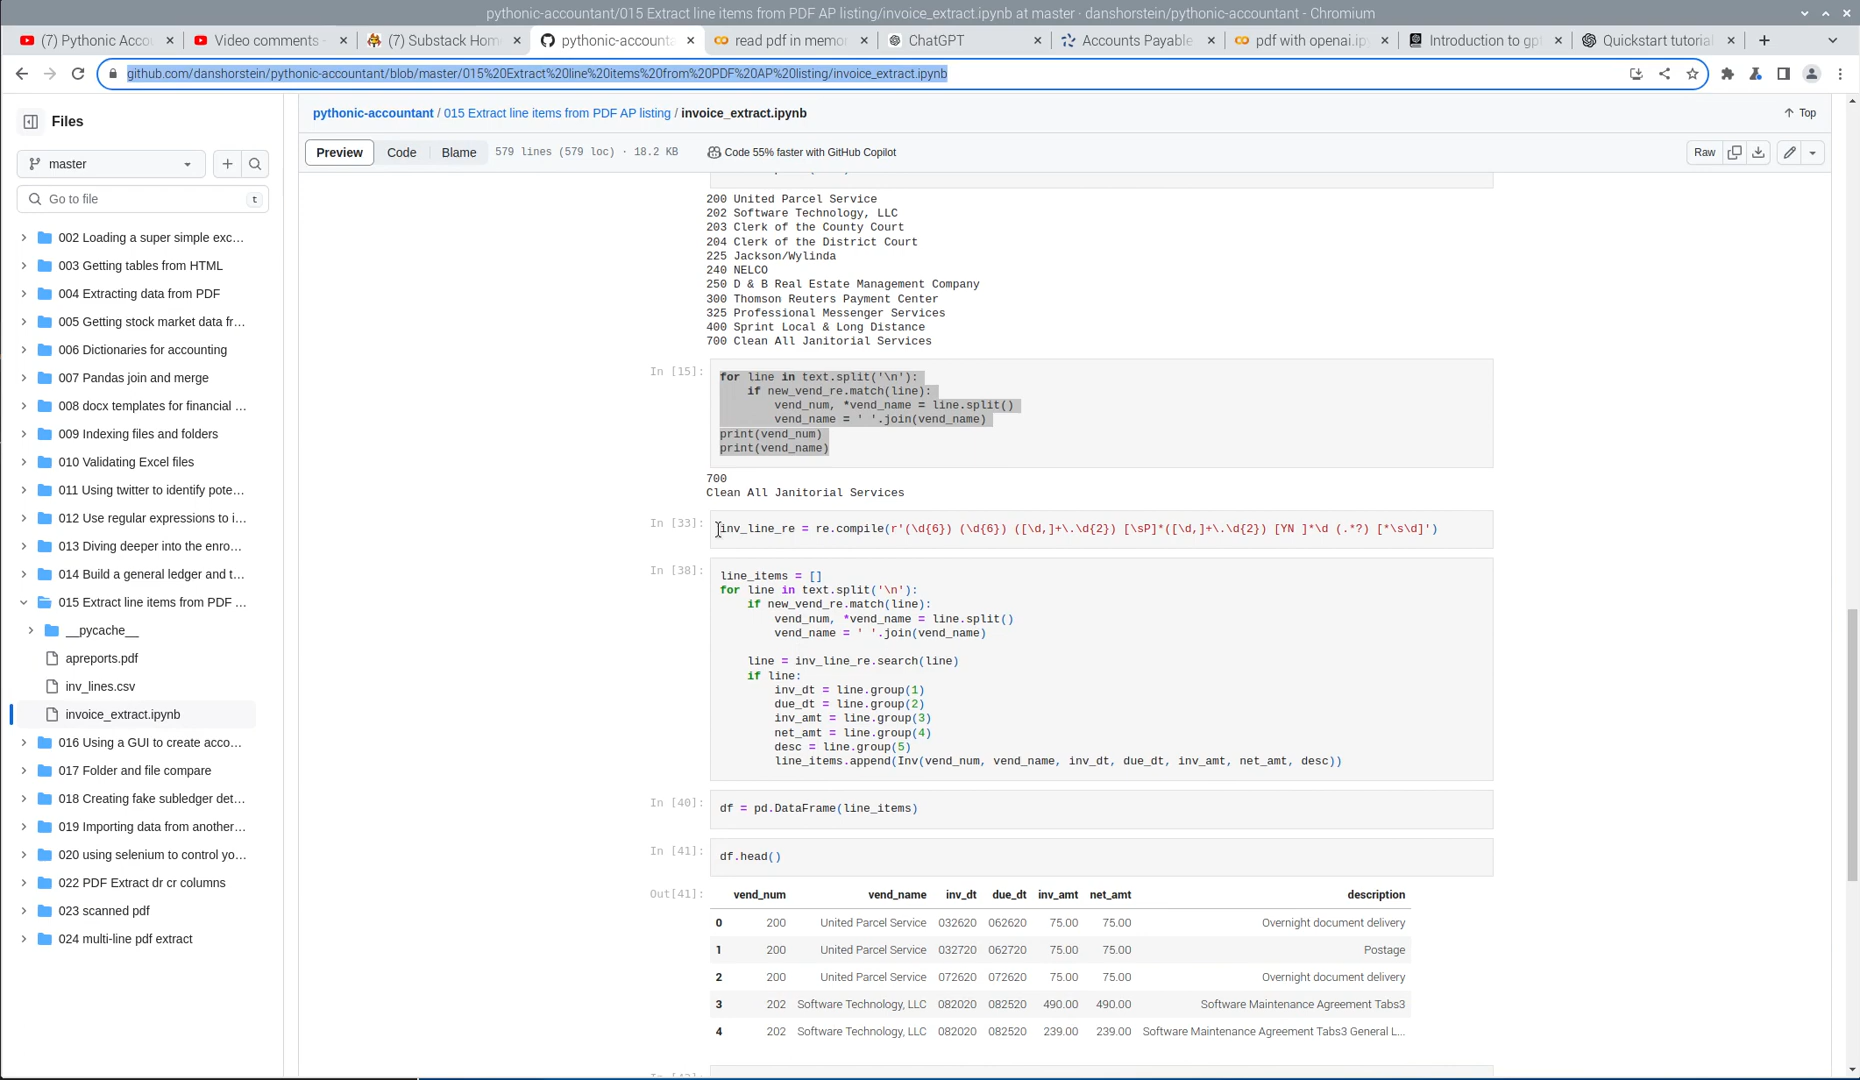 pythonic-accountant/015 Extract line items from PDF AP listing/invoice_extract.ipynb at master · danshorstein/pythonic-accountant - Chromium
(7) Pythonic Acco
Video comments -
(7) Substack Hom
pythonic-accounta
read pdf in memo
ChatGPT
Accounts Payable
pdf with openai.ip
Introduction to gp
Quickstart tutorial
github.com/danshorstein/pythonic-accountant/blob/master/015%20Extract%20line%20items%20from%20PDF%20AP%20listing/invoice_extract.ipynb
Files
pythonic-accountant / 015 Extract line items from PDF AP listing / invoice_extract.ipynb
Top
master
Preview
Code
Blame
579 lines (579 loc) · 18.2 KB
Code 55% faster with GitHub Copilot
Raw
Go to file
t
002 Loading a super simple exc...
003 Getting tables from HTML
004 Extracting data from PDF
005 Getting stock market data fr...
006 Dictionaries for accounting
007 Pandas join and merge
008 docx templates for financial ...
009 Indexing files and folders
010 Validating Excel files
011 Using twitter to identify pote...
012 Use regular expressions to i...
013 Diving deeper into the enro...
014 Build a general ledger and t...
015 Extract line items from PDF ...
__pycache__
apreports.pdf
inv_lines.csv
invoice_extract.ipynb
016 Using a GUI to create acco...
017 Folder and file compare
018 Creating fake subledger det...
019 Importing data from another...
020 using selenium to control yo...
022 PDF Extract dr cr columns
023 scanned pdf
024 multi-line pdf extract
200 United Parcel Service
202 Software Technology, LLC
203 Clerk of the County Court
204 Clerk of the District Court
225 Jackson/Wylinda
240 NELCO
250 D & B Real Estate Management Company
300 Thomson Reuters Payment Center
325 Professional Messenger Services
400 Sprint Local & Long Distance
700 Clean All Janitorial Services
In [15]:
for line in text.split('\n'):
    if new_vend_re.match(line):
        vend_num, *vend_name = line.split()
        vend_name = ' '.join(vend_name)
print(vend_num)
print(vend_name)
700
Clean All Janitorial Services
In [33]:
inv_line_re = re.compile(r'(\d{6}) (\d{6}) ([\d,]+\.\d{2}) [\sP]*([\d,]+\.\d{2}) [YN ]*\d (.*?) [*\s\d]')
In [38]:
line_items = []
for line in text.split('\n'):
    if new_vend_re.match(line):
        vend_num, *vend_name = line.split()
        vend_name = ' '.join(vend_name)
    line = inv_line_re.search(line)
    if line:
        inv_dt = line.group(1)
        due_dt = line.group(2)
        inv_amt = line.group(3)
        net_amt = line.group(4)
        desc = line.group(5)
        line_items.append(Inv(vend_num, vend_name, inv_dt, due_dt, inv_amt, net_amt, desc))
In [40]:
df = pd.DataFrame(line_items)
In [41]:
df.head()
Out[41]:
vend_num vend_name inv_dt due_dt inv_amt net_amt description
0 200 United Parcel Service 032620 062620 75.00 75.00 Overnight document delivery
1 200 United Parcel Service 032720 062720 75.00 75.00 Postage
2 200 United Parcel Service 072620 072620 75.00 75.00 Overnight document delivery
3 202 Software Technology, LLC 082020 082520 490.00 490.00 Software Maintenance Agreement Tabs3
4 202 Software Technology, LLC 082020 082520 239.00 239.00 Software Maintenance Agreement Tabs3 General L...